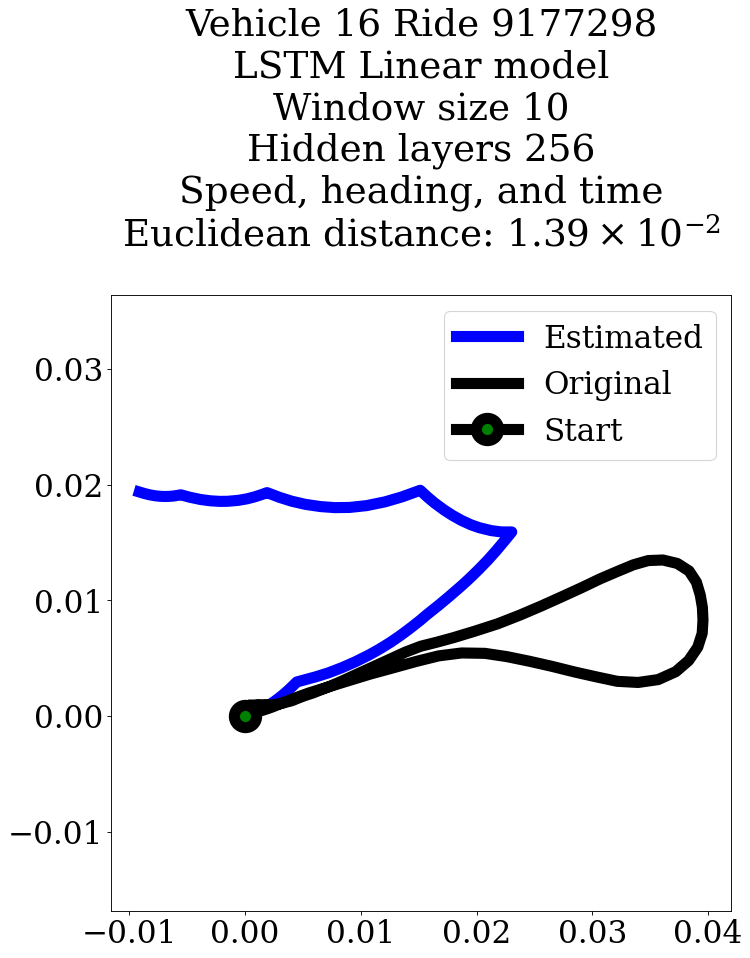 Vehicle 16 Ride 9177298
LSTM Linear model
Window size 10
Hidden layers 256
Speed, heading, and time
Euclidean distance: 1.39 × 10⁻²
Estimated
Original
Start
0.03
0.02
0.01
0.00
−0.01
−0.01 0.00 0.01 0.02 0.03 0.04